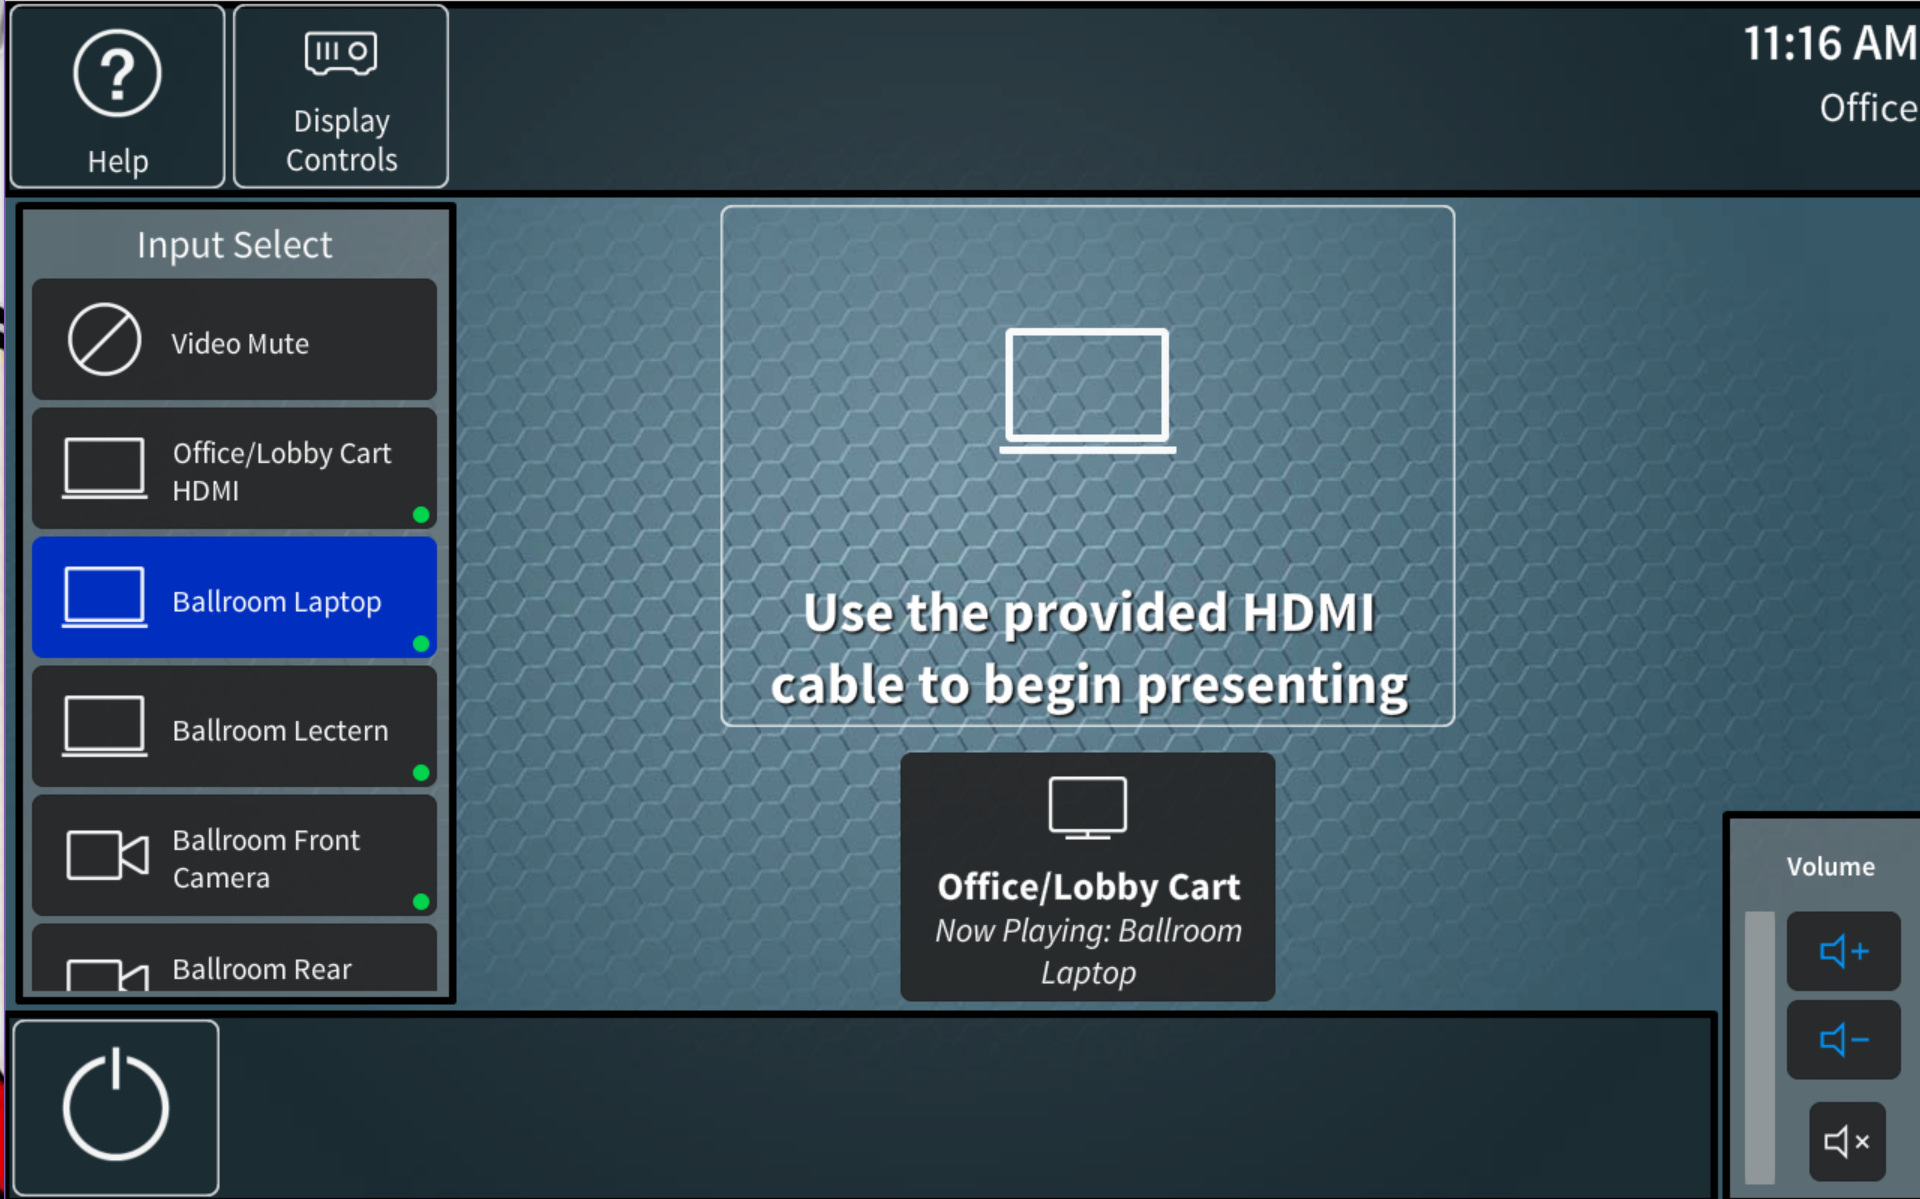 Help
Display
Controls
11:16 AM
Office
Input Select
Video Mute
Office/Lobby Cart
HDMI
Ballroom Laptop
Ballroom Lectern
Ballroom Front
Camera
Ballroom Rear
Use the provided HDMI
cable to begin presenting
Office/Lobby Cart
Now Playing: Ballroom
Laptop
Volume